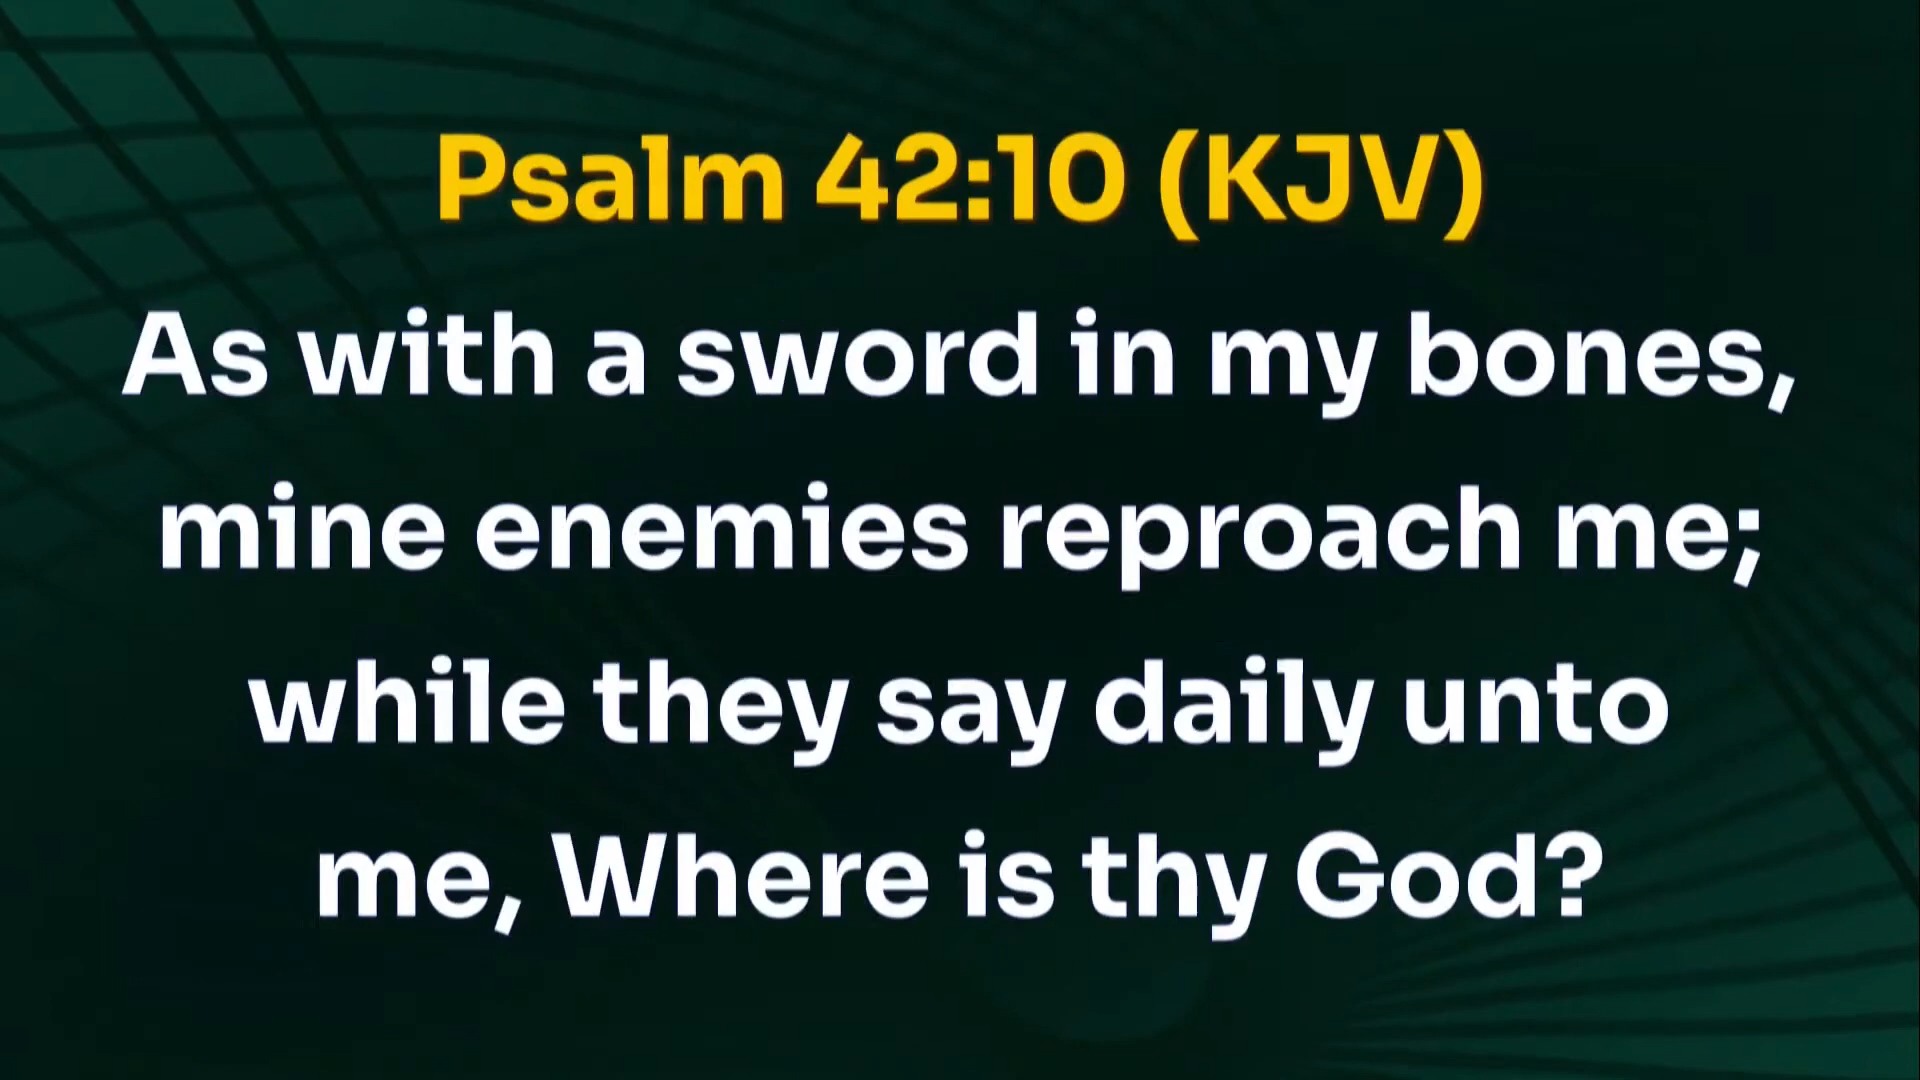 Psalm 42:10 (KJV)
As with a sword in my bones,
mine enemies reproach me;
while they say daily unto
me, Where is thy God?